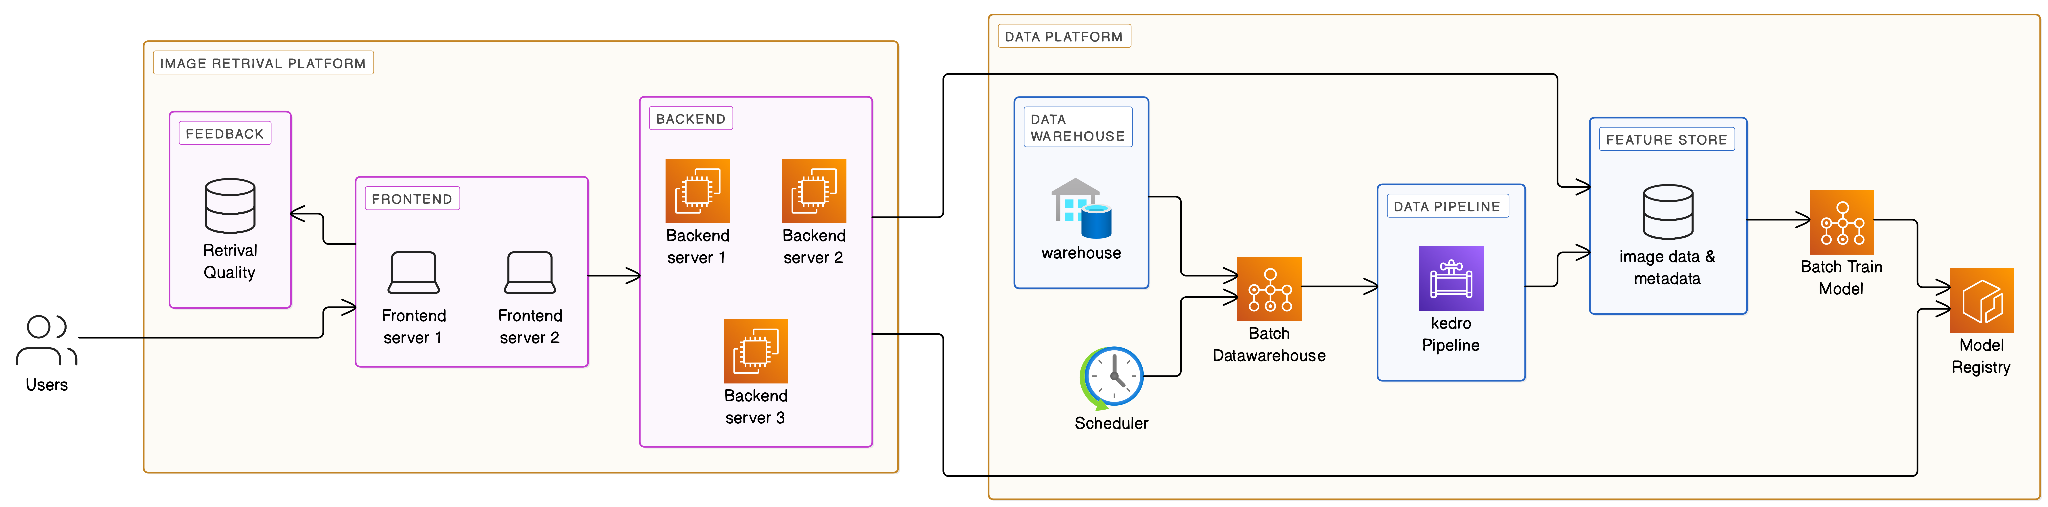 IMAGE RETRIVAL PLATFORM
FEEDBACK
Retrival
Quality
Users
FRONTEND
Frontend
server 1
Frontend
server 2
BACKEND
Backend
server 1
Backend
server 2
Backend
server 3
DATA PLATFORM
DATA
WAREHOUSE
warehouse
Scheduler
Batch
Datawarehouse
DATA PIPELINE
kedro
Pipeline
FEATURE STORE
image data &
metadata
Batch Train
Model
Model
Registry